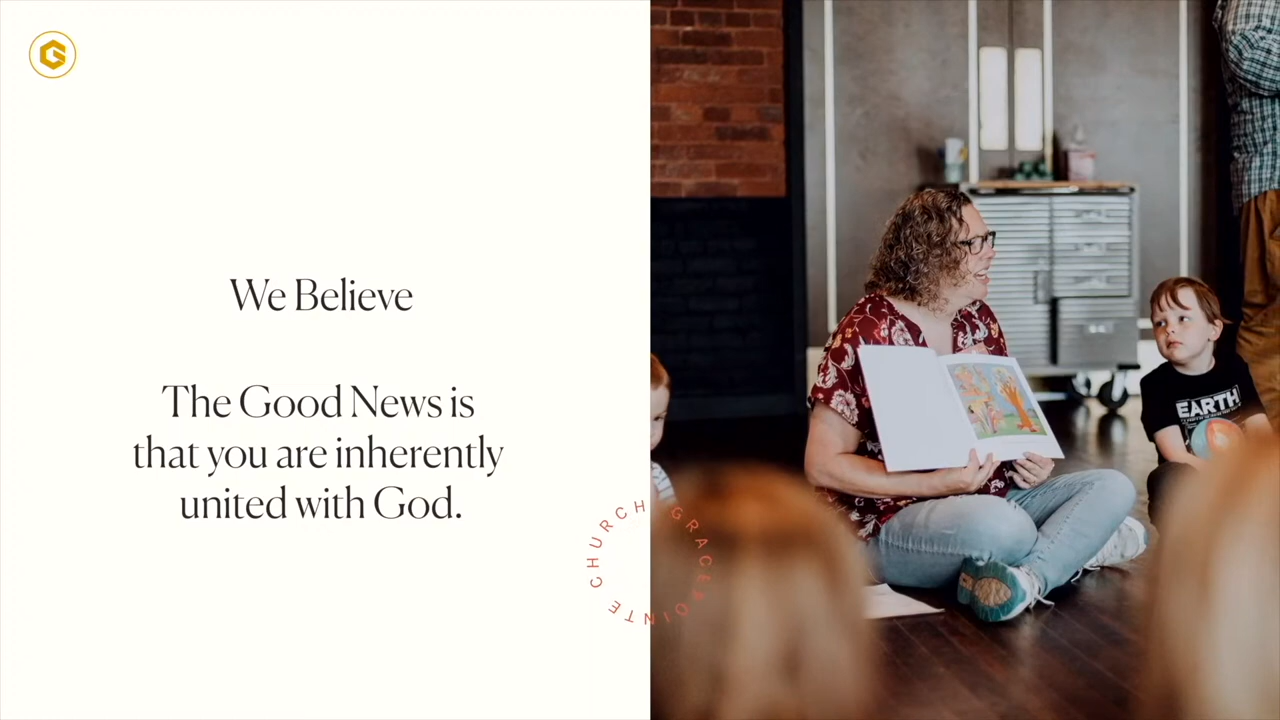 G
We Believe
The Good News is
that you are inherently
united with God.
CHURCH GRACEPOINTE
EARTH